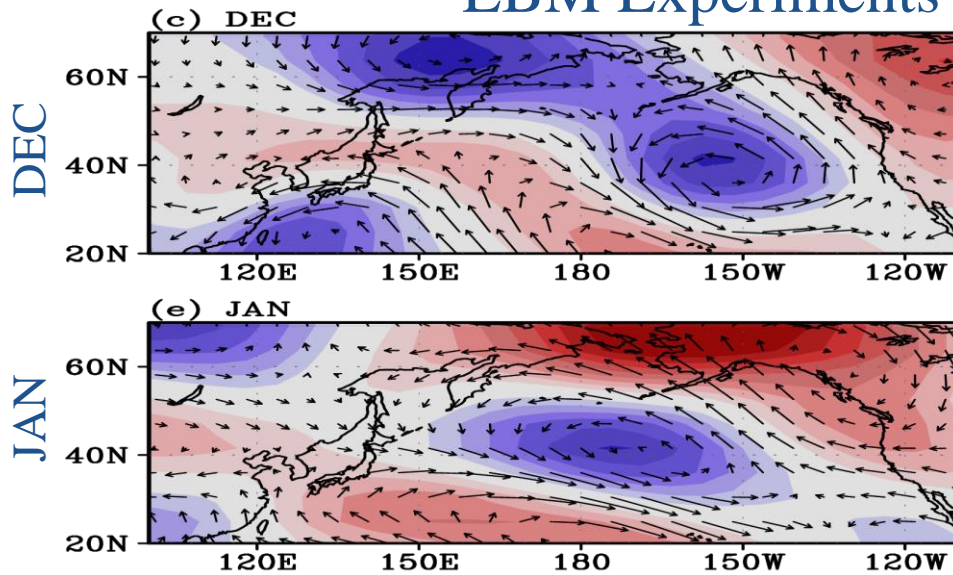 LBM Experiments
(c) DEC
DEC
60N
40N
20N
120E 150E 180 150W 120W
(e) JAN
JAN
60N
40N
20N
120E 150E 180 150W 120W